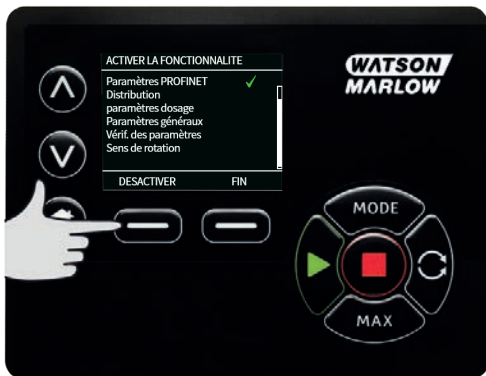 ACTIVER LA FONCTIONNALITE
Paramètres PROFINET ✓
Distribution
paramètres dosage
Paramètres généraux
Vérif. des paramètres
Sens de rotation
DESACTIVER FIN
WATSON
MARLOW
MODE
MAX